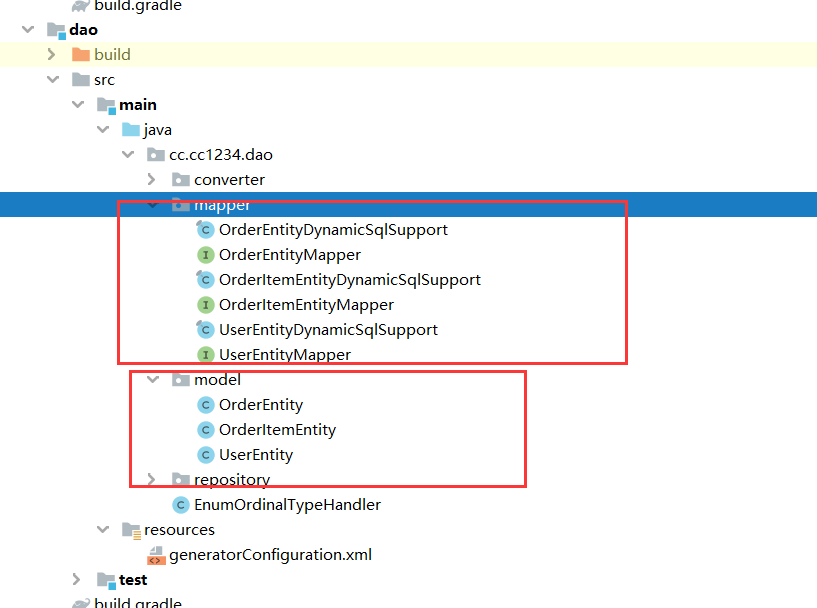 build.gradle
dao
build
src
main
java
cc.cc1234.dao
converter
mapper
OrderEntityDynamicSqlSupport
OrderEntityMapper
OrderItemEntityDynamicSqlSupport
OrderItemEntityMapper
UserEntityDynamicSqlSupport
UserEntityMapper
model
OrderEntity
OrderItemEntity
UserEntity
repository
EnumOrdinalTypeHandler
resources
generatorConfiguration.xml
test
build.gradle